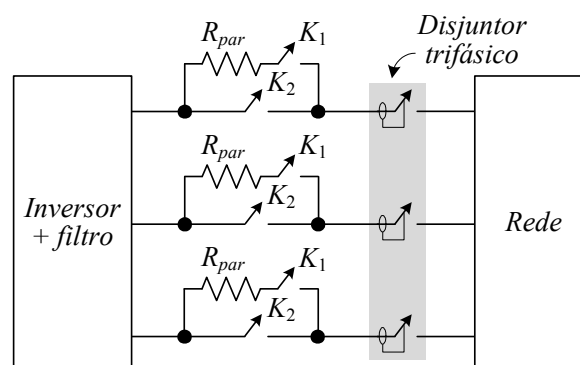 Disjuntor
trifásico
R_par
K_1
K_2
R_par
K_1
K_2
R_par
K_1
K_2
Inversor
+ filtro
Rede